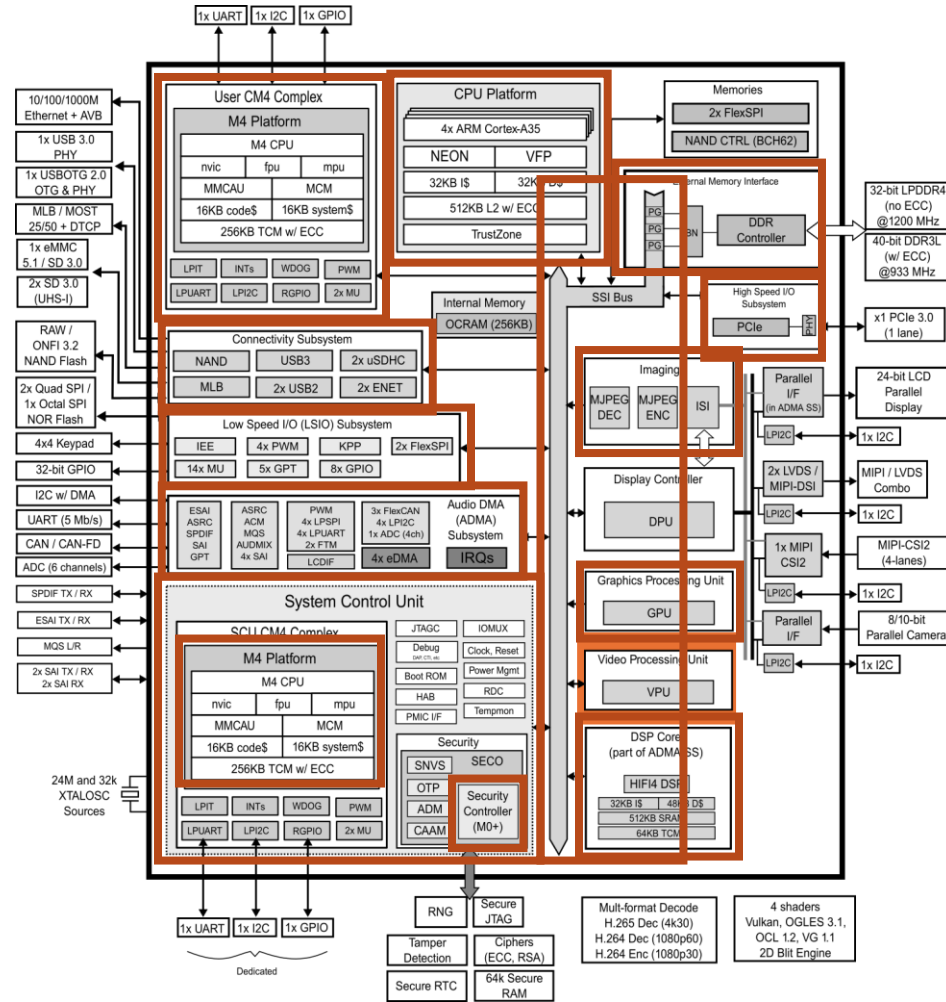 1x UART
1x I2C
1x GPIO
10/100/1000M
Ethernet + AVB
1x USB 3.0
PHY
1x USBOTG 2.0
OTG & PHY
MLB / MOST
25/50 + DTCP
1x eMMC
5.1 / SD 3.0
2x SD 3.0
(UHS-I)
RAW /
ONFI 3.2
NAND Flash
2x Quad SPI /
1x Octal SPI
NOR Flash
4x4 Keypad
32-bit GPIO
I2C w/ DMA
UART (5 Mb/s)
CAN / CAN-FD
ADC (6 channels)
SPDIF TX / RX
ESAI TX / RX
MQS L/R
2x SAI TX / RX
2x SAI RX
24M and 32k
XTALOSC
Sources
User CM4 Complex
M4 Platform
M4 CPU
nvic
fpu
mpu
MMCAU
MCM
16KB code$
16KB system$
256KB TCM w/ ECC
LPIT
INTs
WDOG
PWM
LPUART
LPI2C
RGPIO
2x MU
CPU Platform
4x ARM Cortex-A35
NEON
VFP
32KB I$
32KB D$
512KB L2 w/ ECC
TrustZone
Memories
2x FlexSPI
NAND CTRL (BCH62)
External Memory Interface
PG
PG
PG
BN
DDR
Controller
32-bit LPDDR4
(no ECC)
@1200 MHz
40-bit DDR3L
(w/ ECC)
@933 MHz
SSI Bus
Internal Memory
OCRAM (256KB)
High Speed I/O
Subsystem
PCIe
PHY
x1 PCIe 3.0
(1 lane)
Connectivity Subsystem
NAND
USB3
2x uSDHC
MLB
2x USB2
2x ENET
Low Speed I/O (LSIO) Subsystem
IEE
4x PWM
KPP
2x FlexSPI
14x MU
5x GPT
8x GPIO
ESAI
ASRC
SPDIF
SAI
GPT
ASRC
ACM
MQS
AUDMIX
4x SAI
PWM
4x LPSPI
4x LPUART
2x FTM
LCDIF
3x FlexCAN
4x LPI2C
1x ADC (4ch)
4x eDMA
Audio DMA
(ADMA)
Subsystem
IRQs
Imaging
MJPEG
DEC
MJPEG
ENC
ISI
Display Controller
DPU
Graphics Processing Unit
GPU
Video Processing Unit
VPU
DSP Core
(part of ADMA SS)
HIFI4 DSP
32KB I$
48KB D$
512KB SRAM
64KB TCM
Parallel
I/F
(in ADMA SS)
LPI2C
2x LVDS /
MIPI-DSI
LPI2C
1x MIPI
CSI2
LPI2C
Parallel
I/F
LPI2C
24-bit LCD
Parallel
Display
1x I2C
MIPI / LVDS
Combo
1x I2C
MIPI-CSI2
(4-lanes)
1x I2C
8/10-bit
Parallel Camera
1x I2C
System Control Unit
SCU CM4 Complex
M4 Platform
M4 CPU
nvic
fpu
mpu
MMCAU
MCM
16KB code$
16KB system$
256KB TCM w/ ECC
LPIT
INTs
WDOG
PWM
LPUART
LPI2C
RGPIO
2x MU
JTAGC
IOMUX
Debug
DAP, CTI, etc
Clock, Reset
Boot ROM
Power Mgmt
HAB
RDC
PMIC I/F
Tempmon
Security
SECO
SNVS
OTP
ADM
CAAM
Security
Controller
(M0+)
1x UART
1x I2C
1x GPIO
Dedicated
RNG
Secure
JTAG
Tamper
Detection
Ciphers
(ECC, RSA)
Secure RTC
64k Secure
RAM
Mult-format Decode
H.265 Dec (4k30)
H.264 Dec (1080p60)
H.264 Enc (1080p30)
4 shaders
Vulkan, OGLES 3.1,
OCL 1.2, VG 1.1
2D Blit Engine